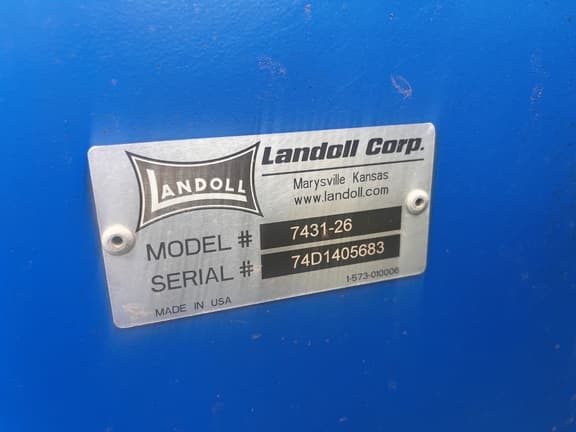 LANDOLL
Landoll Corp.
Marysville Kansas
www.landoll.com
MODEL # 7431-26
SERIAL # 74D1405683
1-573-010006
MADE IN USA